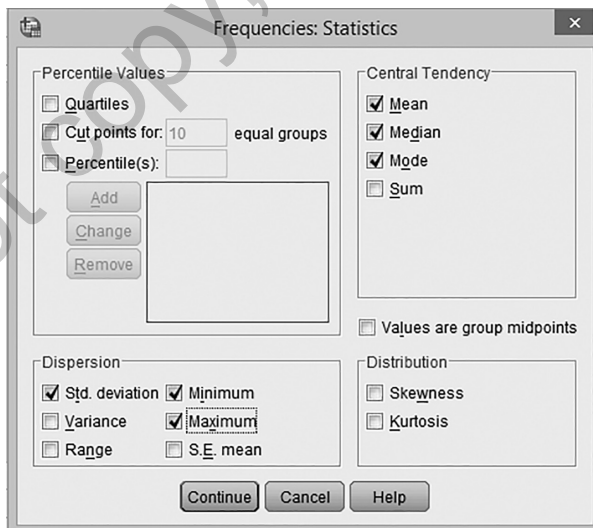 Frequencies: Statistics
Percentile Values
Quartiles
Cut points for: 10 equal groups
Percentile(s):
Add
Change
Remove
Central Tendency
Mean
Median
Mode
Sum
Values are group midpoints
Dispersion
Std. deviation Minimum
Variance Maximum
Range S.E. mean
Distribution
Skewness
Kurtosis
Continue Cancel Help
copy,